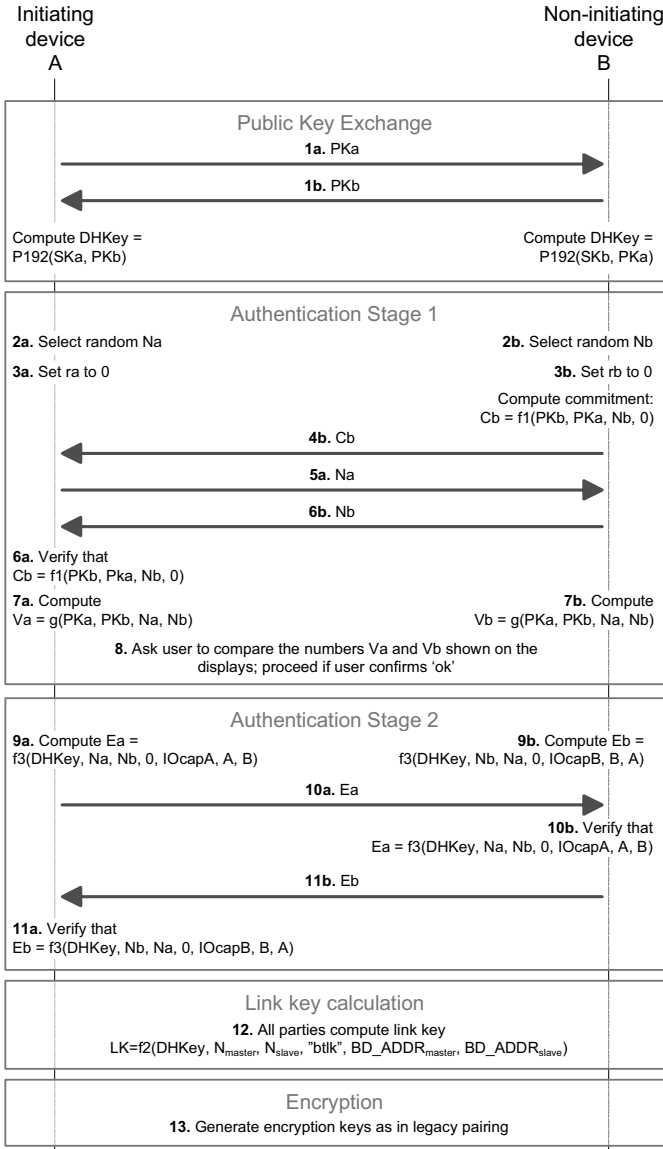 Initiating
device
A
Non-initiating
device
B
Public Key Exchange
1a. PKa
1b. PKb
Compute DHKey =
P192(SKa, PKb)
Compute DHKey =
P192(SKb, PKa)
Authentication Stage 1
2a. Select random Na
2b. Select random Nb
3a. Set ra to 0
3b. Set rb to 0
Compute commitment:
Cb = f1(PKb, PKa, Nb, 0)
4b. Cb
5a. Na
6b. Nb
6a. Verify that
Cb = f1(PKb, Pka, Nb, 0)
7a. Compute
Va = g(PKa, PKb, Na, Nb)
7b. Compute
Vb = g(PKa, PKb, Na, Nb)
8. Ask user to compare the numbers Va and Vb shown on the
displays; proceed if user confirms ‘ok’
Authentication Stage 2
9a. Compute Ea =
f3(DHKey, Na, Nb, 0, IOcapA, A, B)
9b. Compute Eb =
f3(DHKey, Nb, Na, 0, IOcapB, B, A)
10a. Ea
10b. Verify that
Ea = f3(DHKey, Na, Nb, 0, IOcapA, A, B)
11b. Eb
11a. Verify that
Eb = f3(DHKey, Nb, Na, 0, IOcapB, B, A)
Link key calculation
12. All parties compute link key
LK=f2(DHKey, Nmaster, Nslave, ”btlk”, BD_ADDRmaster, BD_ADDRslave)
Encryption
13. Generate encryption keys as in legacy pairing